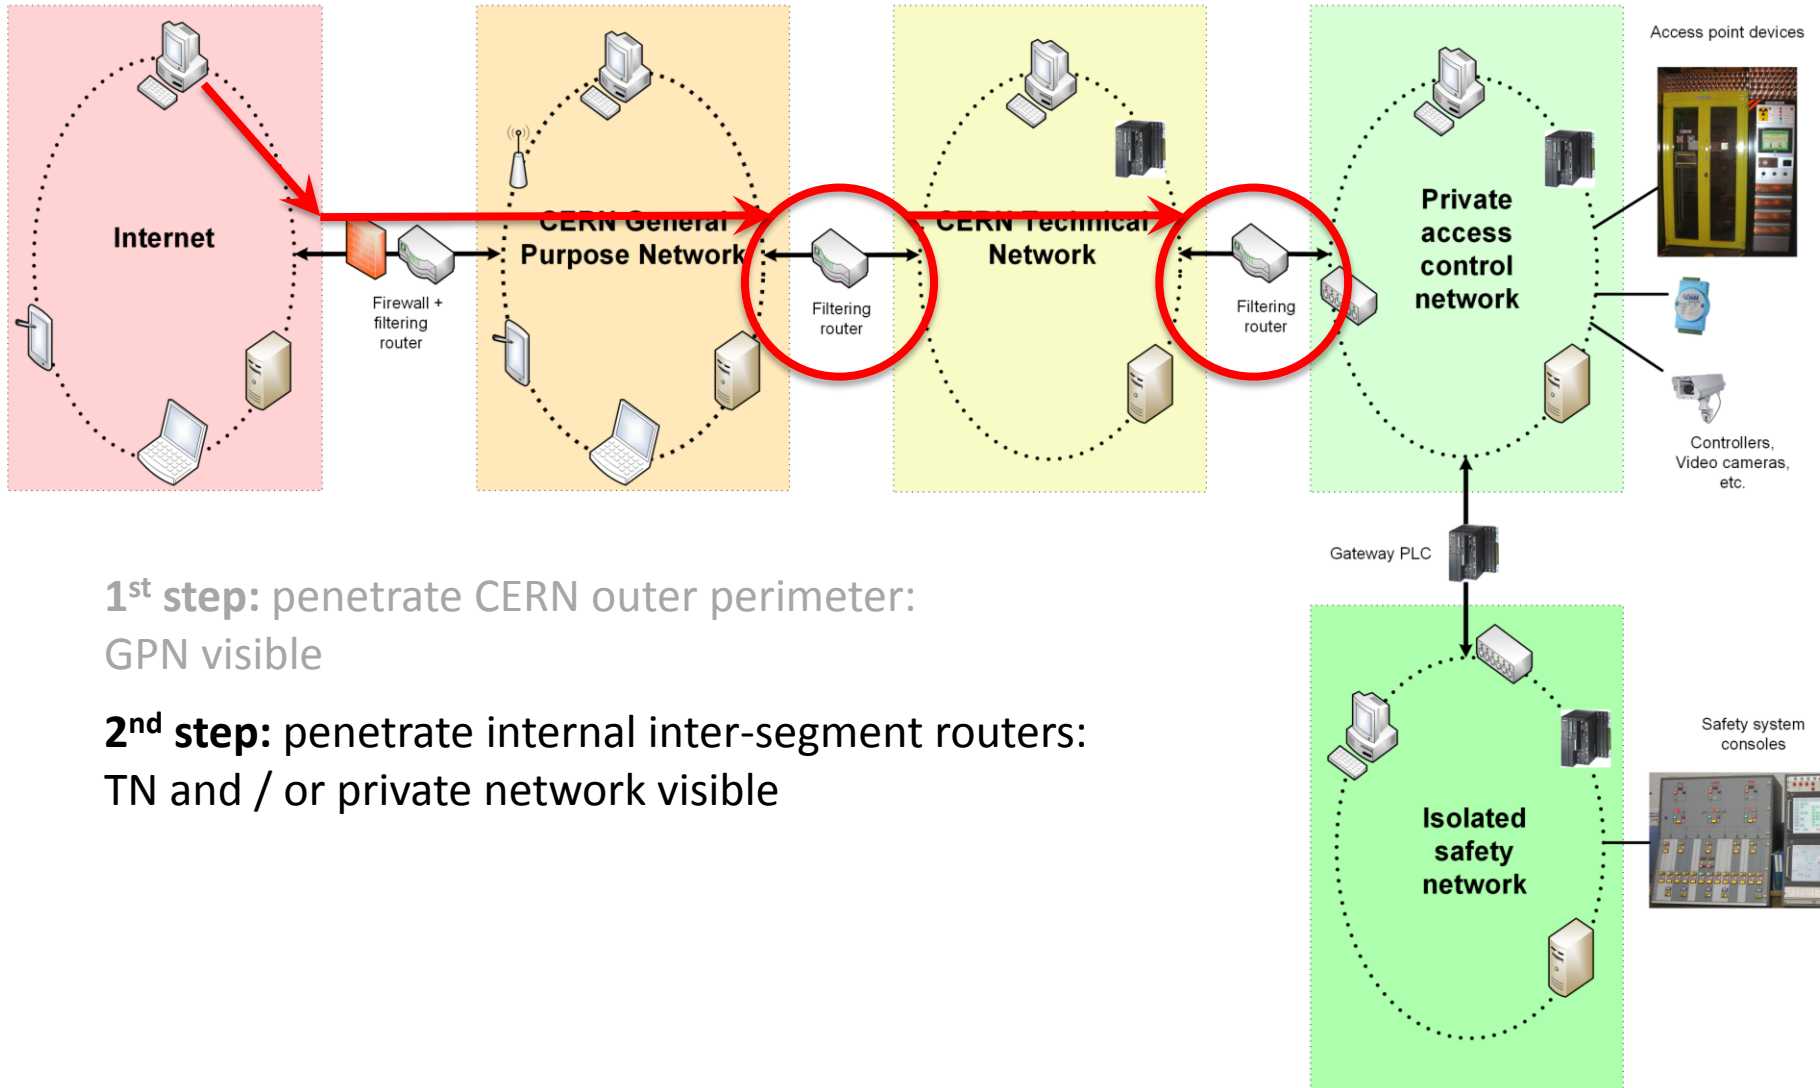 Access point devices
Internet
CERN General
Purpose Network
CERN Technical
Network
Private
access
control
network
Firewall +
filtering
router
Filtering
router
Filtering
router
ADAM
Controllers,
Video cameras,
etc.
Gateway PLC
1st step: penetrate CERN outer perimeter:
GPN visible
2nd step: penetrate internal inter-segment routers:
TN and / or private network visible
Safety system
consoles
Isolated
safety
network